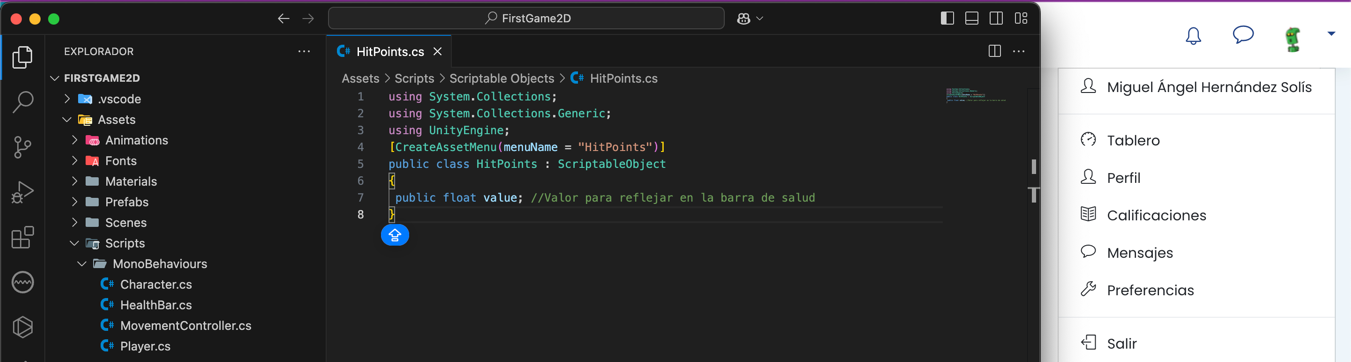 FirstGame2D
EXPLORADOR
HitPoints.cs
FIRSTGAME2D
.vscode
Assets
Animations
Fonts
Materials
Prefabs
Scenes
Scripts
MonoBehaviours
Character.cs
HealthBar.cs
MovementController.cs
Player.cs
Assets > Scripts > Scriptable Objects > HitPoints.cs
1 using System.Collections;
2 using System.Collections.Generic;
3 using UnityEngine;
4 [CreateAssetMenu(menuName = "HitPoints")]
5 public class HitPoints : ScriptableObject
6 {
7 public float value; //Valor para reflejar en la barra de salud
8 }
Miguel Ángel Hernández Solís
Tablero
Perfil
Calificaciones
Mensajes
Preferencias
Salir